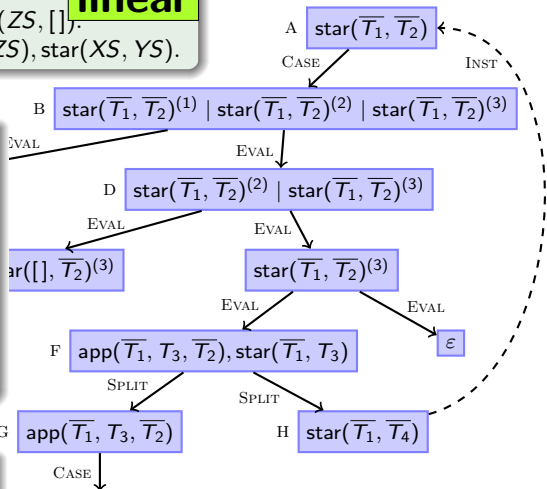 linear
(ZS, []).
ZS), star(XS, YS).
A star(T̅₁, T̅₂)
CASE INST
B star(T̅₁, T̅₂)⁽¹⁾ | star(T̅₁, T̅₂)⁽²⁾ | star(T̅₁, T̅₂)⁽³⁾
EVAL
D star(T̅₁, T̅₂)⁽²⁾ | star(T̅₁, T̅₂)⁽³⁾
EVAL EVAL
([], T̅₂)⁽³⁾ star(T̅₁, T̅₂)⁽³⁾
EVAL EVAL
F app(T̅₁, T₃, T̅₂), star(T̅₁, T₃) ε
SPLIT SPLIT
G app(T̅₁, T₃, T̅₂) H star(T̅₁, T̅₄)
CASE